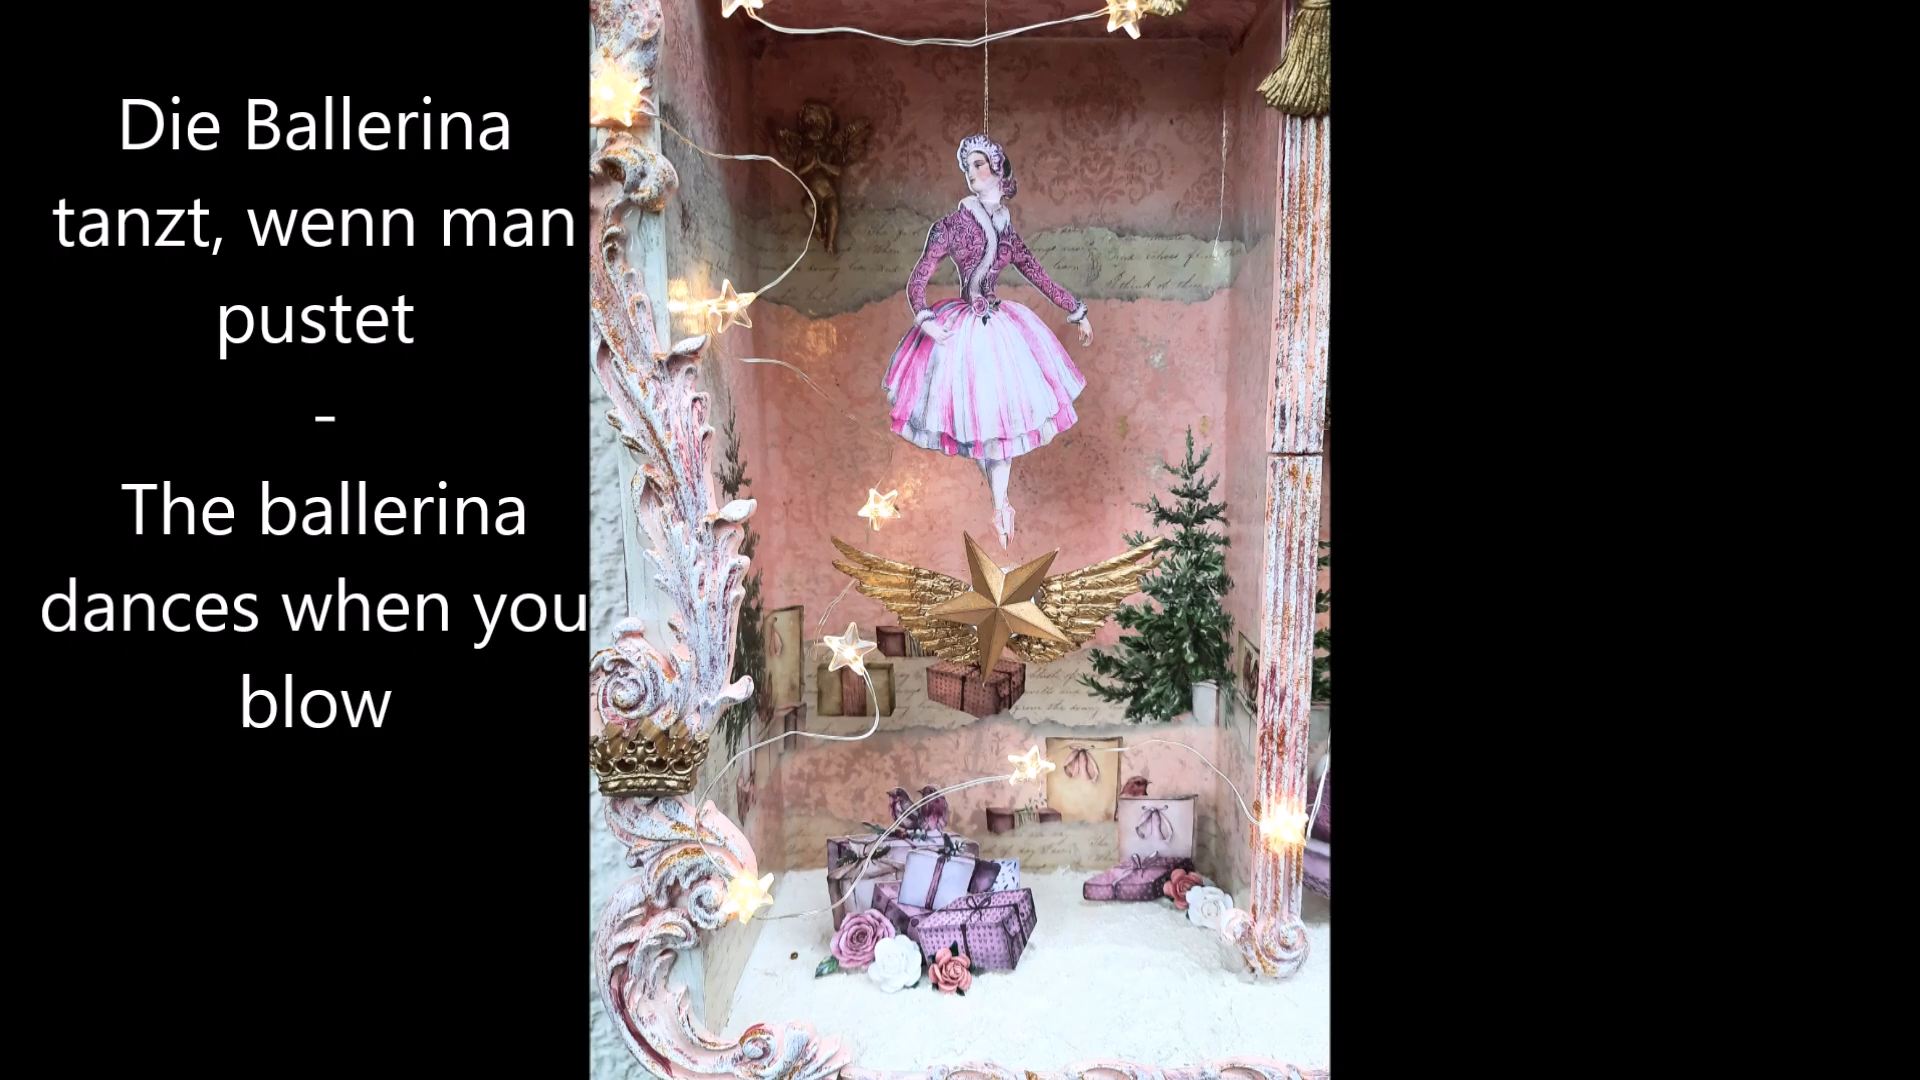 Die Ballerina
tanzt, wenn man
pustet
-
The ballerina
dances when you
blow